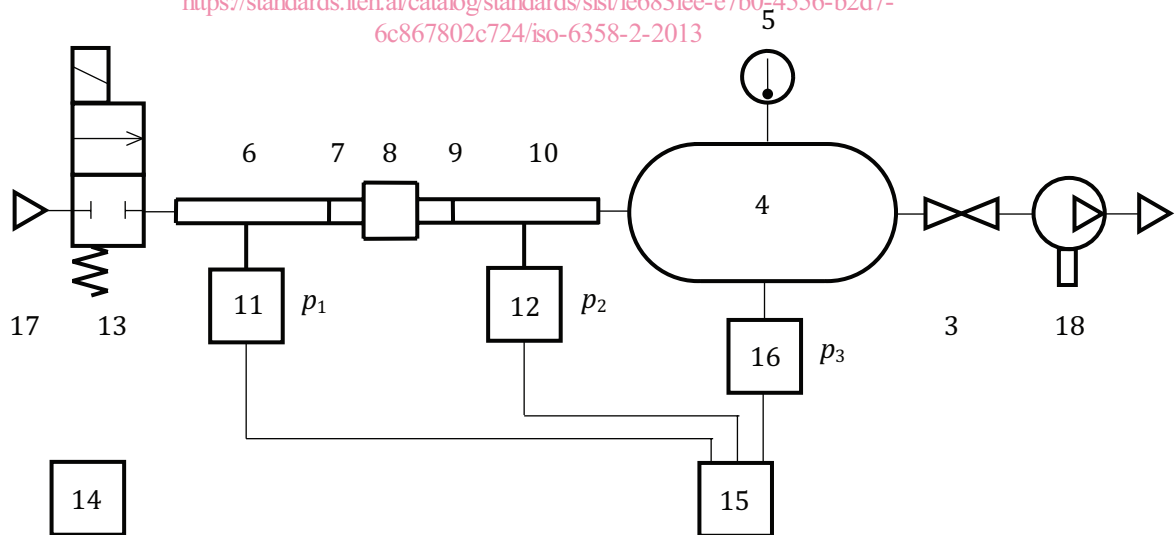 https://standards.iteh.ai/catalog/standards/sist/fe6831ee-e7b0-4556-b2d7-
6c867802c724/iso-6358-2-2013
5
6 7 8 9 10
4
11 p1 12 p2
17 13 16 p3 3 18
14 15